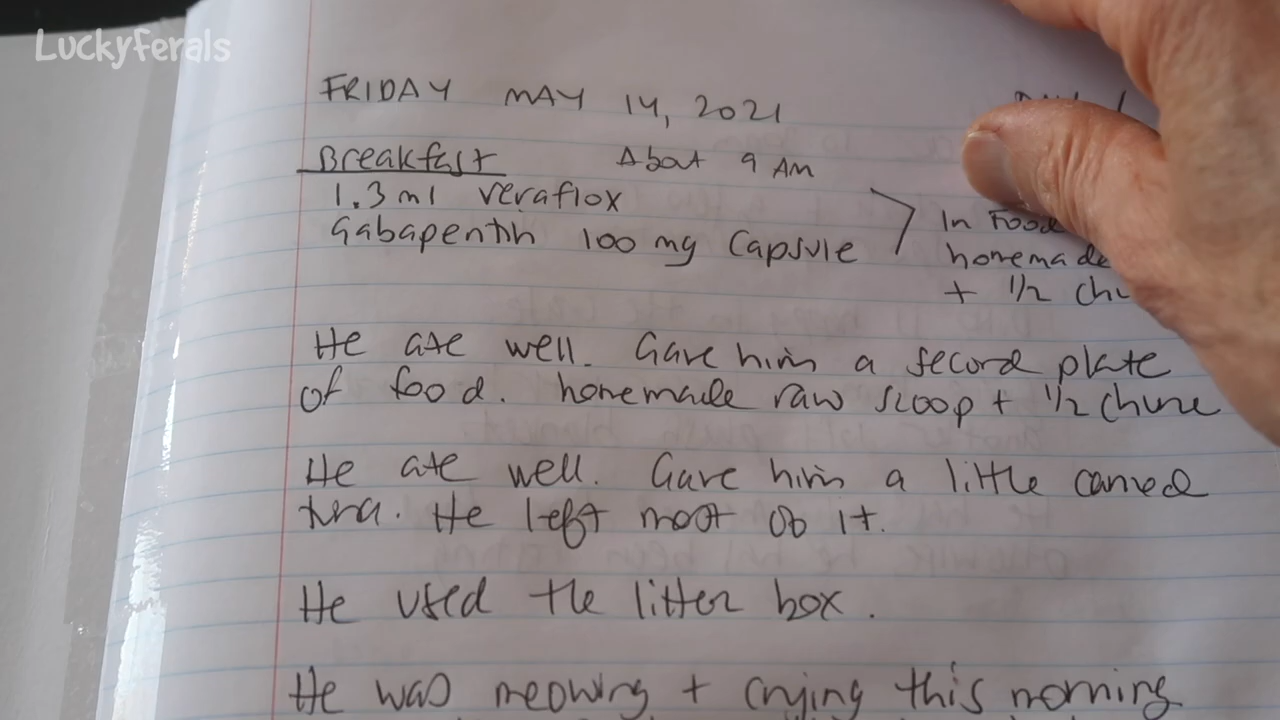 Luckyferals
FRIDAY MAY 14, 2021
Breakfast About 9 AM
1.3 ml veraflox
Gabapentin 100 mg capsule
In Food
homemade
+ 1/2
He ate well. Gave him a second plate
of food. homemade raw scoop + 1/2 churu
He ate well. Gave him a little canned
tuna. He left most of it.
He used the litter box.
He was meowing + crying this morning